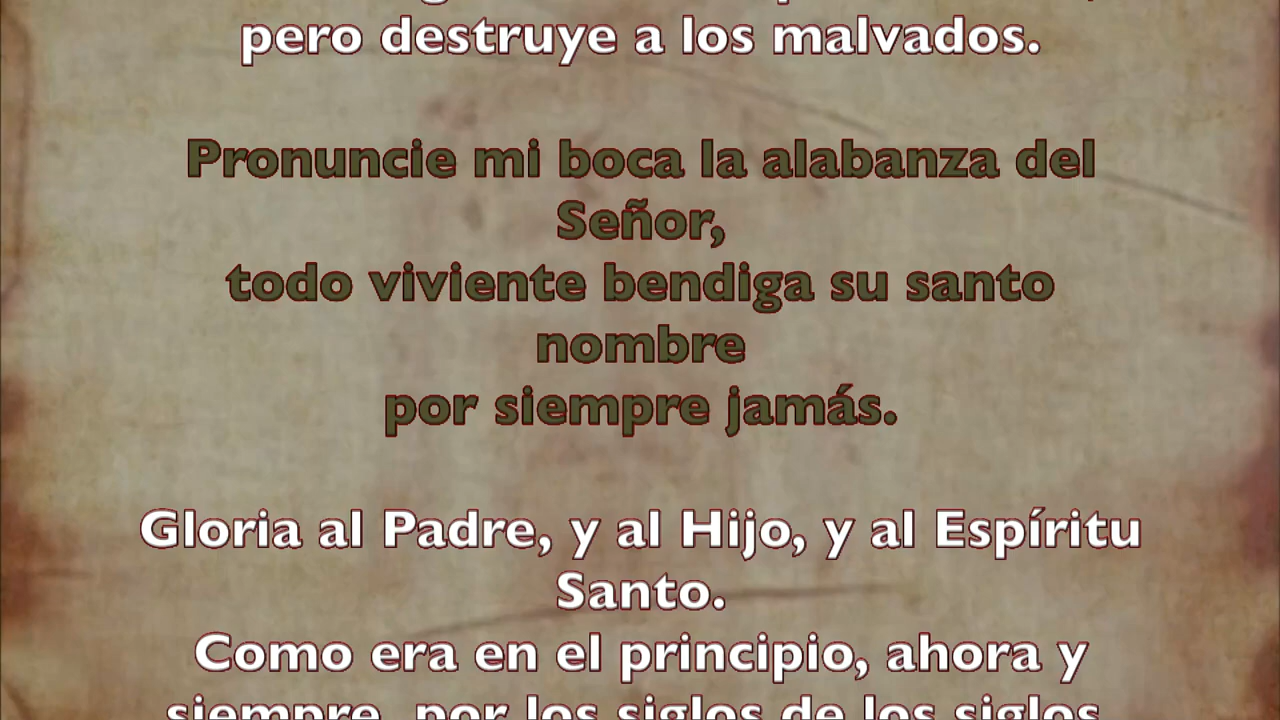 pero destruye a los malvados.
Pronuncie mi boca la alabanza del
Señor,
todo viviente bendiga su santo
nombre
por siempre jamás.
Gloria al Padre, y al Hijo, y al Espíritu
Santo.
Como era en el principio, ahora y
siempre, por los siglos de los siglos